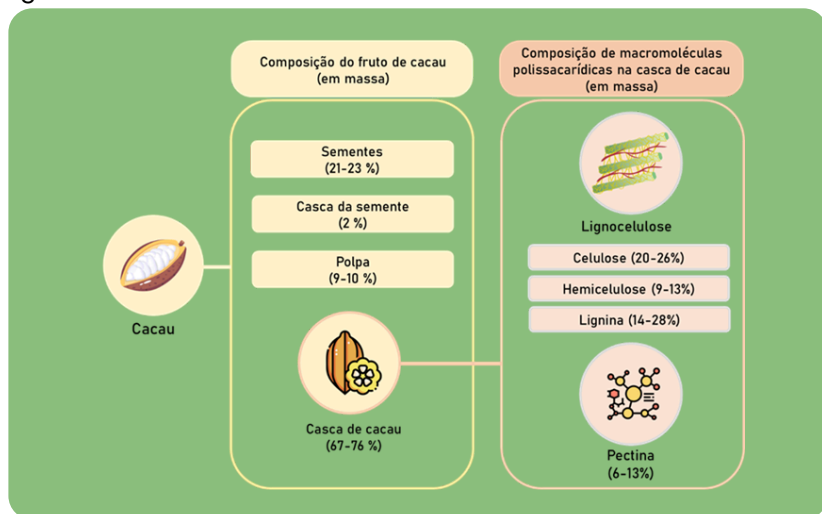 Composição do fruto de cacau
(em massa)
Composição de macromoléculas
polissacarídicas na casca de cacau
(em massa)
Sementes
(21-23 %)
Casca da semente
(2 %)
Polpa
(9-10 %)
Cacau
Casca de cacau
(67-76 %)
Lignocelulose
Celulose (20-26%)
Hemicelulose (9-13%)
Lignina (14-28%)
Pectina
(6-13%)